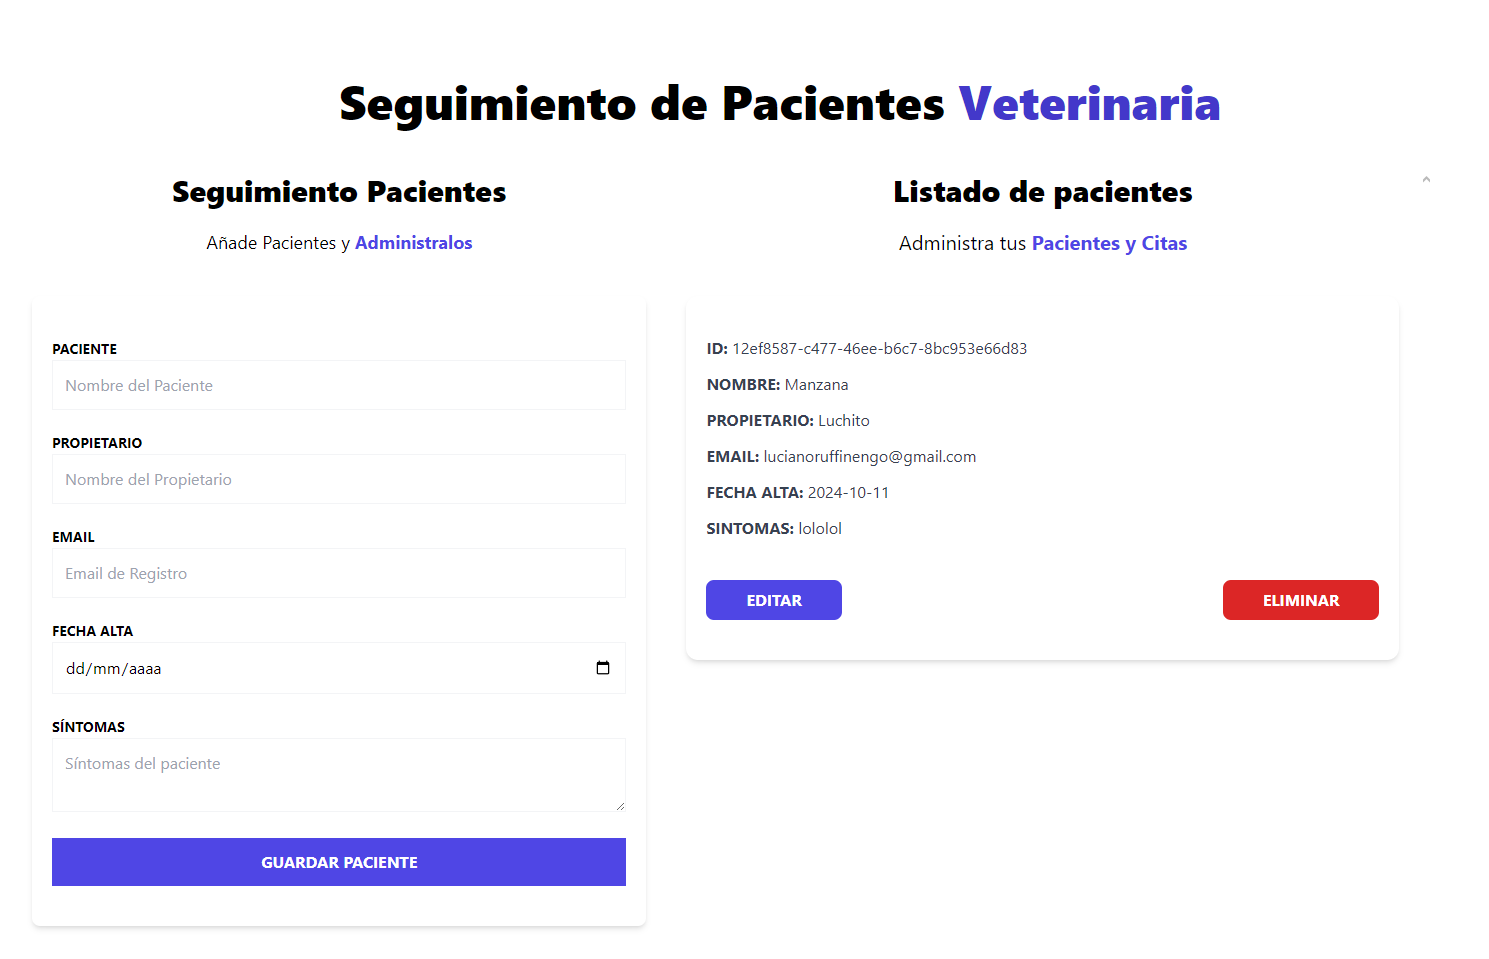 Seguimiento de Pacientes Veterinaria
Seguimiento Pacientes
Añade Pacientes y Administralos
PACIENTE
Nombre del Paciente
PROPIETARIO
Nombre del Propietario
EMAIL
Email de Registro
FECHA ALTA
dd/mm/aaaa
SÍNTOMAS
Síntomas del paciente
GUARDAR PACIENTE
Listado de pacientes
Administra tus Pacientes y Citas
ID: 12ef8587-c477-46ee-b6c7-8bc953e66d83
NOMBRE: Manzana
PROPIETARIO: Luchito
EMAIL: lucianoruffinengo@gmail.com
FECHA ALTA: 2024-10-11
SINTOMAS: lololol
EDITAR
ELIMINAR